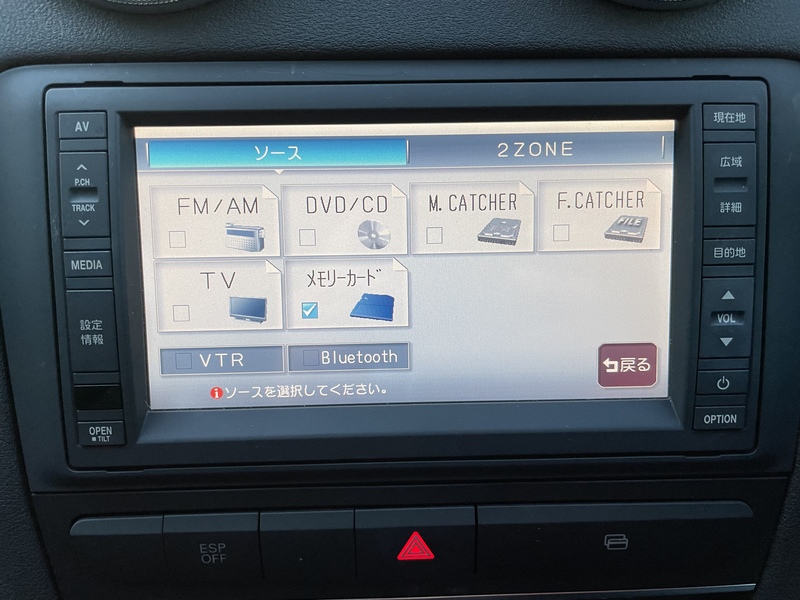 AV
P.CH
TRACK
MEDIA
設定
情報
OPEN
■TILT
ソース
2ZONE
FM/AM
DVD/CD
M.CATCHER
F.CATCHER
FILE
TV
メモリーカード
VTR
Bluetooth
戻る
ソースを選択してください。
現在地
広域
詳細
目的地
VOL
OPTION
ESP
OFF